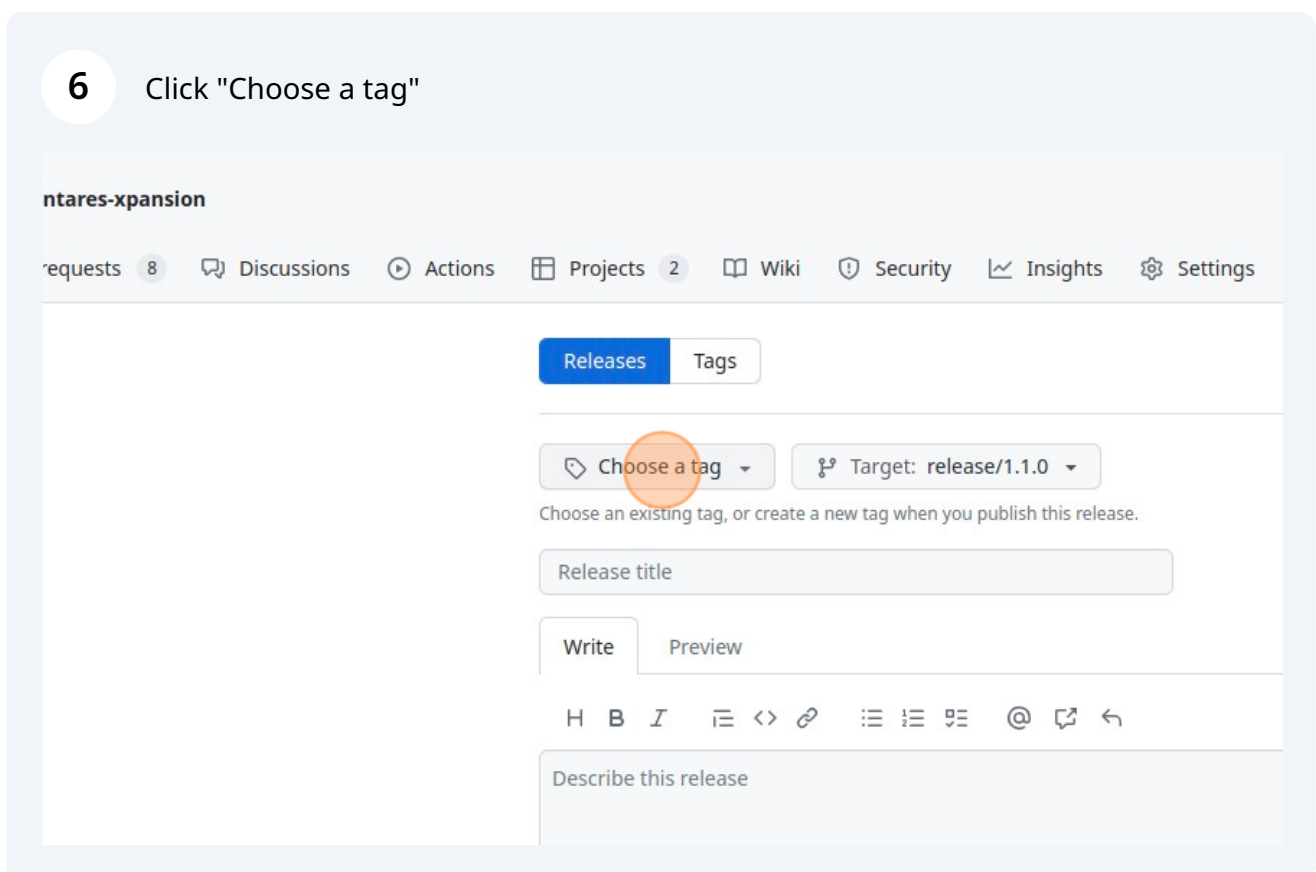 6 Click "Choose a tag"
ntares-xpansion
requests 8 Discussions Actions Projects 2 Wiki Security Insights Settings
Releases Tags
Choose a tag Target: release/1.1.0
Choose an existing tag, or create a new tag when you publish this release.
Release title
Write Preview
H B I @
Describe this release